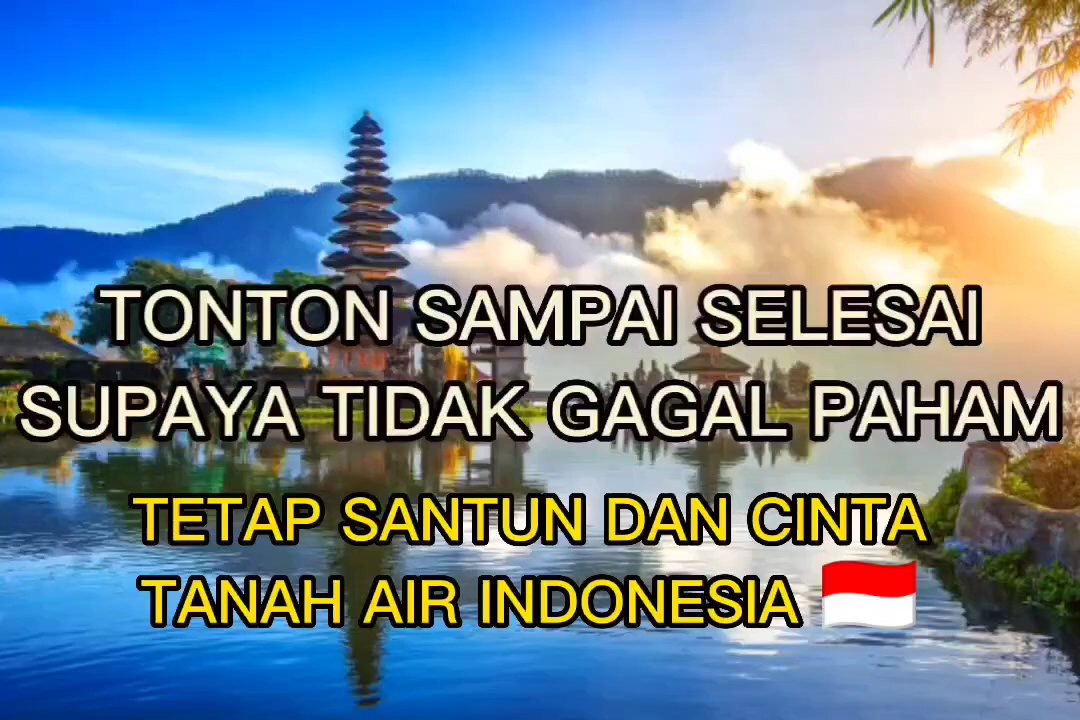 TONTON SAMPAI SELESAI
SUPAYA TIDAK GAGAL PAHAM
TETAP SANTUN DAN CINTA
TANAH AIR INDONESIA 🇮🇩